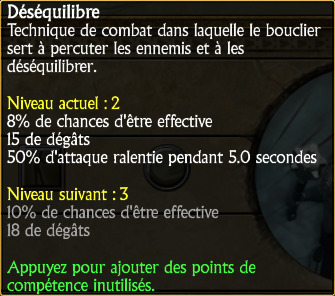 Déséquilibre
Technique de combat dans laquelle le bouclier
sert à percuter les ennemis et à les
déséquilibrer.
Niveau actuel : 2
8% de chances d'être effective
15 de dégâts
50% d'attaque ralentie pendant 5.0 secondes
Niveau suivant : 3
10% de chances d'être effective
18 de dégâts
Appuyez pour ajouter des points de
compétence inutilisés.